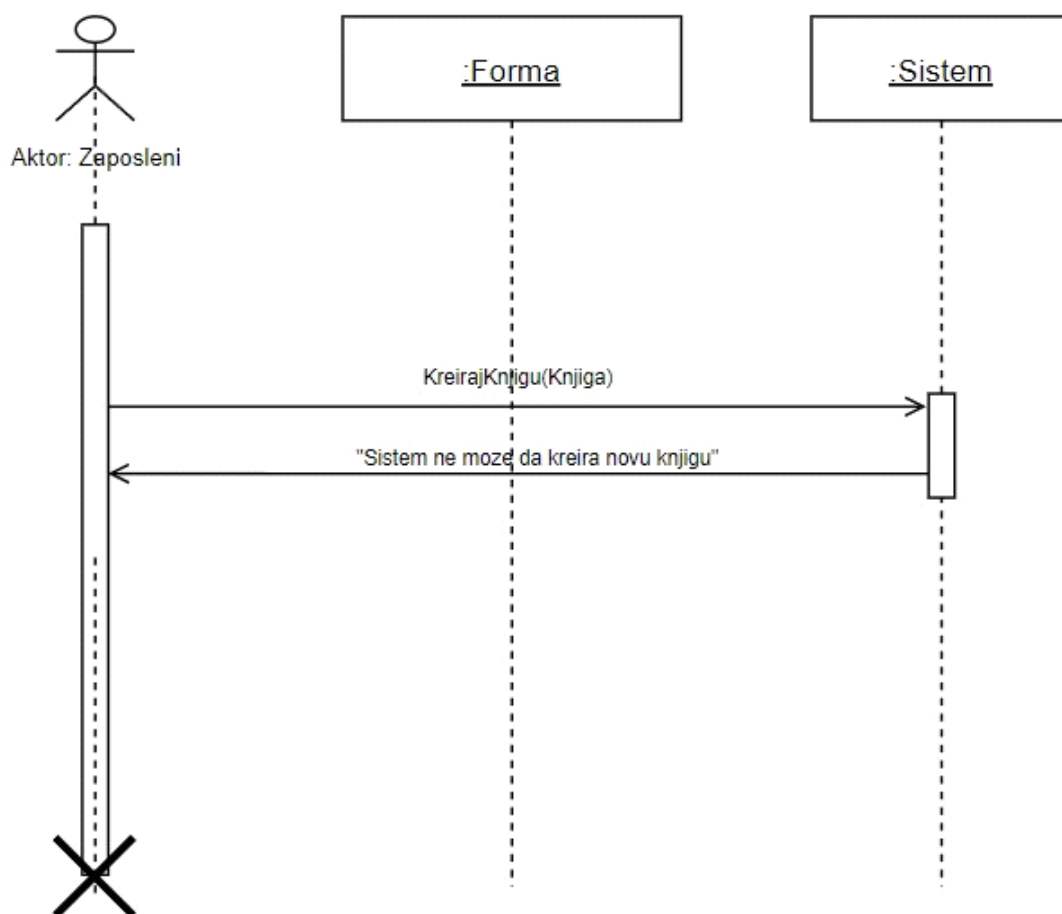 :Forma
:Sistem
Aktor: Zaposleni
KreirajKnjigu(Knjiga)
"Sistem ne moze da kreira novu knjigu"